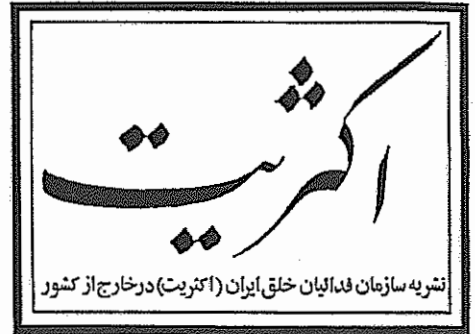 اکثریت
نشریه سازمان فدائیان خلق ایران (اکثریت) در خارج از کشور